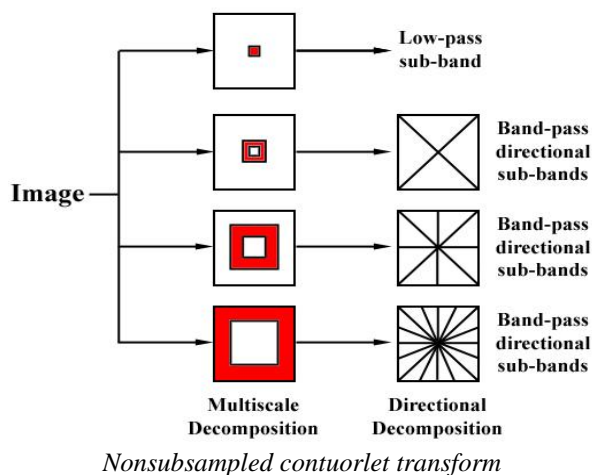 Low-pass
sub-band
Band-pass
directional
sub-bands
Image
Band-pass
directional
sub-bands
Band-pass
directional
sub-bands
Multiscale
Decomposition
Directional
Decomposition
Nonsubsampled contuorlet transform